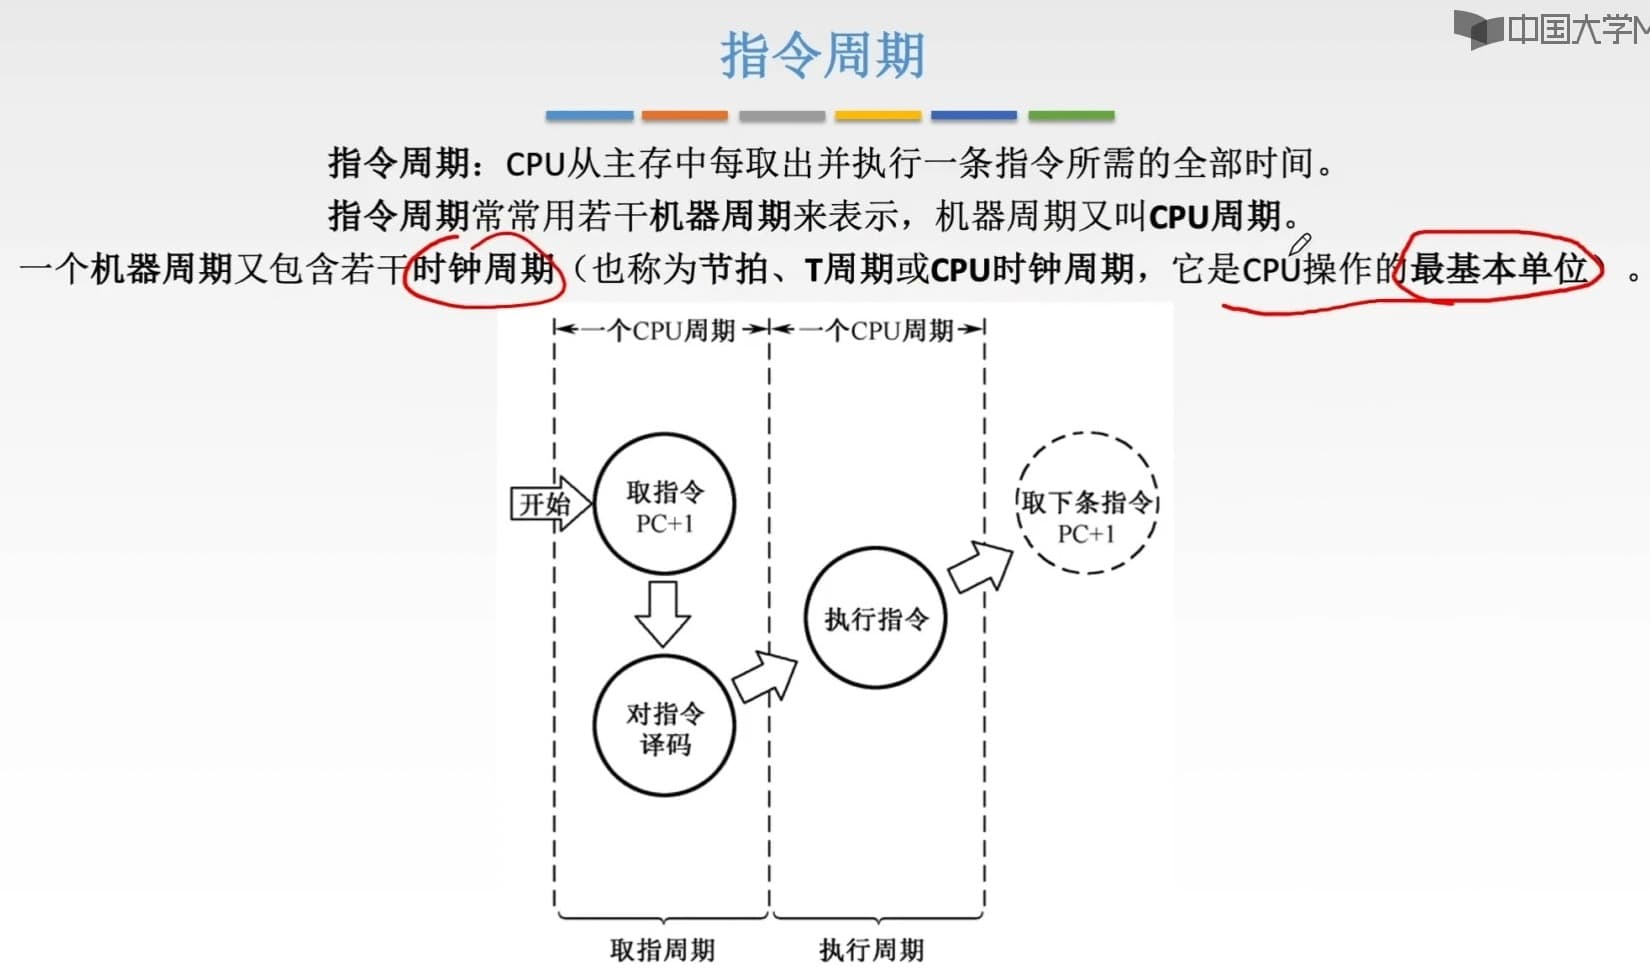 中国大学M
指令周期
指令周期：CPU从主存中每取出并执行一条指令所需的全部时间。
指令周期常常用若干机器周期来表示，机器周期又叫CPU周期。
一个机器周期又包含若干时钟周期（也称为节拍、T周期或CPU时钟周期，它是CPU操作的最基本单位）。
一个CPU周期 一个CPU周期
开始
取指令
PC+1
取下条指令
PC+1
执行指令
对指令
译码
取指周期 执行周期